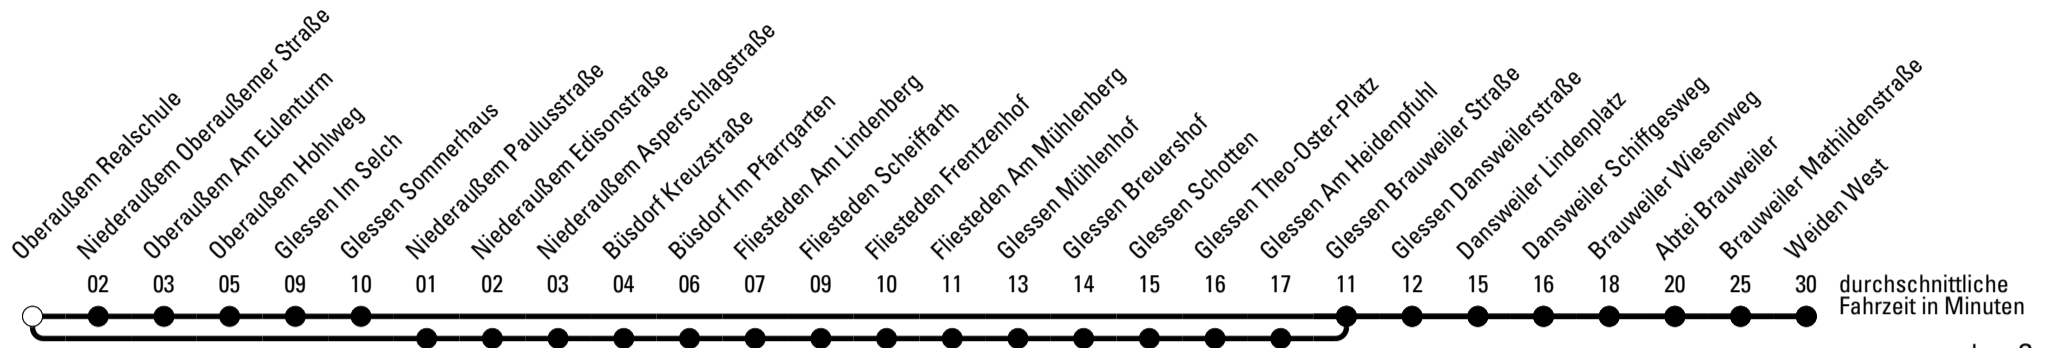 Oberaußem Realschule
Niederaußem Oberaußemer Straße
Oberaußem Am Eulenturm
Oberaußem Hohlweg
Glessen Im Selch
Glessen Sommerhaus
Niederaußem Paulusstraße
Niederaußem Edisonstraße
Niederaußem Asperschlagstraße
Büsdorf Kreuzstraße
Büsdorf Im Pfarrgarten
Fliesteden Am Lindenberg
Fliesteden Scheiffarth
Fliesteden Frentzenhof
Fliesteden Am Mühlenberg
Glessen Mühlenhof
Glessen Breuershof
Glessen Schotten
Glessen Theo-Oster-Platz
Glessen Am Heidenpfuhl
Glessen Brauweiler Straße
Glessen Dansweilerstraße
Dansweiler Lindenplatz
Dansweiler Schiffgesweg
Brauweiler Wiesenweg
Abtei Brauweiler
Brauweiler Mathildenstraße
Weiden West
02 03 05 09 10 01 02 03 04 06 07 09 10 11 13 14 15 16 17 11 12 15 16 18 20 25 30
durchschnittliche
Fahrzeit in Minuten